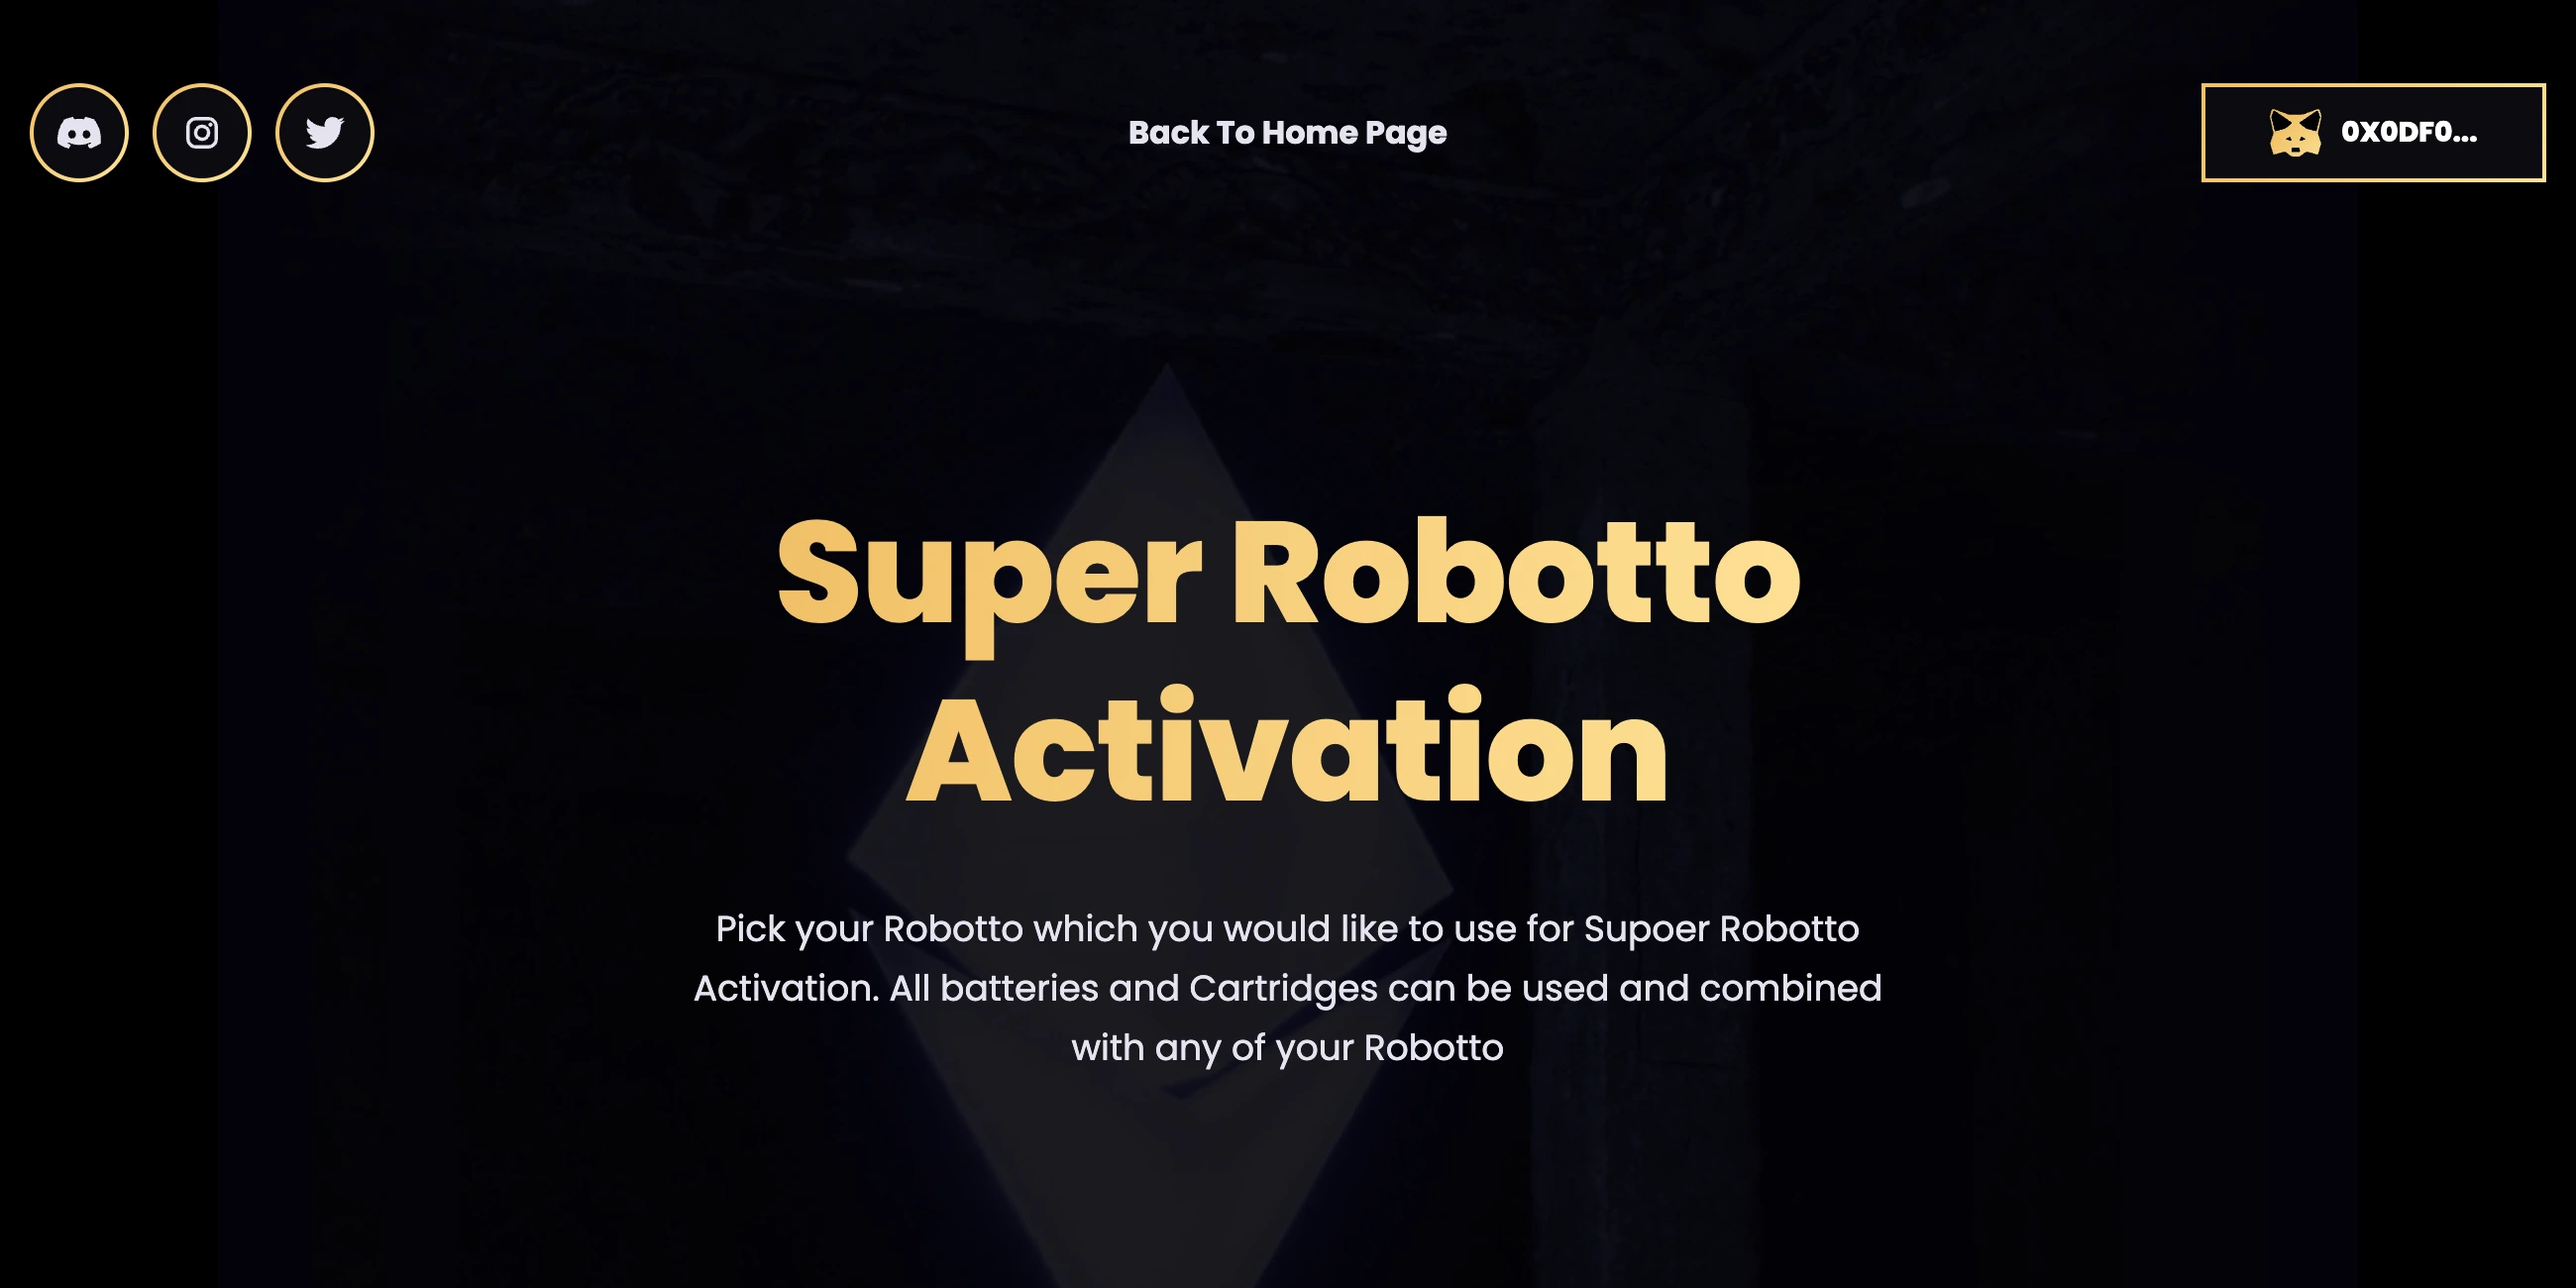 Back To Home Page
0X0DF0...
Super Robotto
Activation
Pick your Robotto which you would like to use for Supoer Robotto
Activation. All batteries and Cartridges can be used and combined
with any of your Robotto